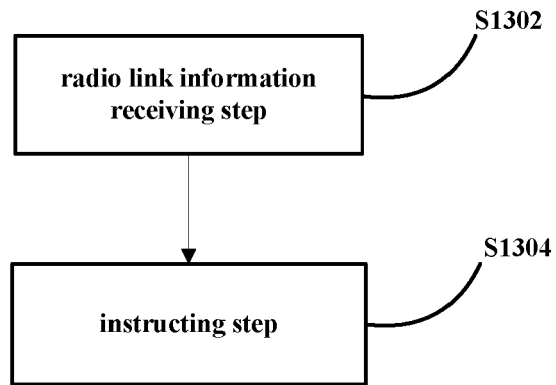 S1302
radio link information
receiving step
S1304
instructing step